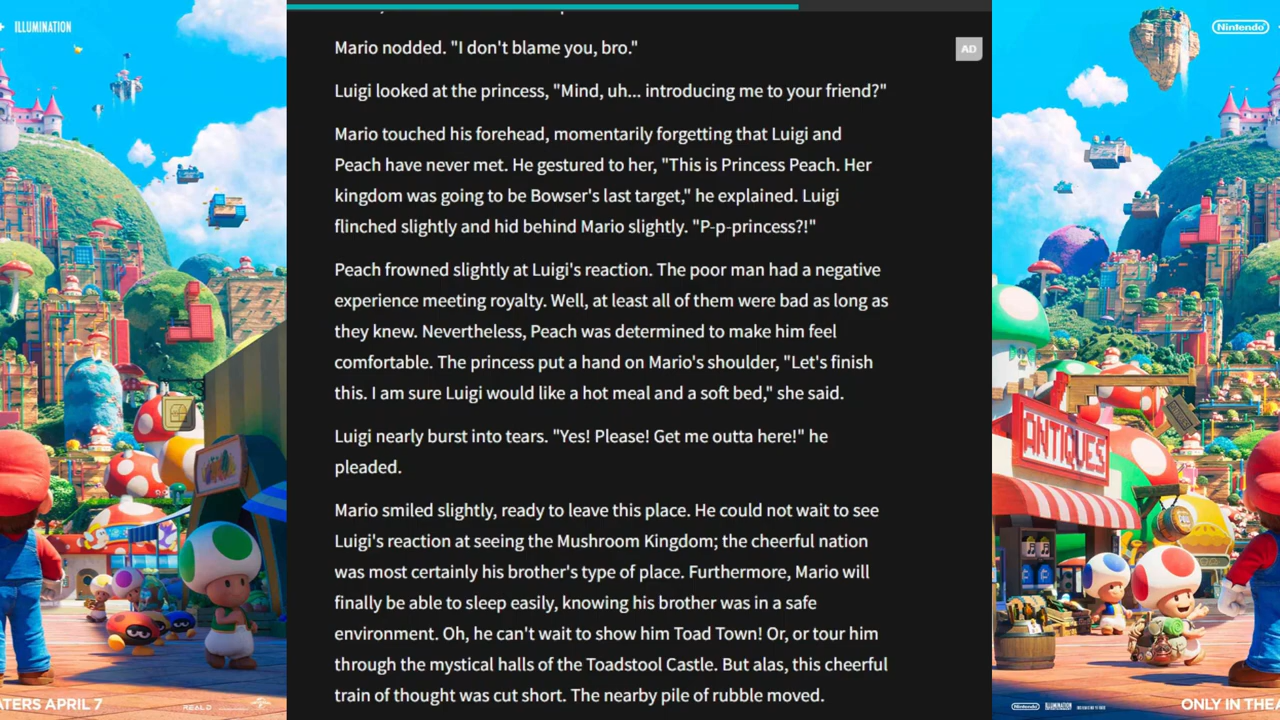 ILLUMINATION
Nintendo
AD
Mario nodded. "I don't blame you, bro."
Luigi looked at the princess, "Mind, uh... introducing me to your friend?"
Mario touched his forehead, momentarily forgetting that Luigi and
Peach have never met. He gestured to her, "This is Princess Peach. Her
kingdom was going to be Bowser's last target," he explained. Luigi
flinched slightly and hid behind Mario slightly. "P-p-princess?!"
Peach frowned slightly at Luigi's reaction. The poor man had a negative
experience meeting royalty. Well, at least all of them were bad as long as
they knew. Nevertheless, Peach was determined to make him feel
comfortable. The princess put a hand on Mario's shoulder, "Let's finish
this. I am sure Luigi would like a hot meal and a soft bed," she said.
Luigi nearly burst into tears. "Yes! Please! Get me outta here!" he
pleaded.
Mario smiled slightly, ready to leave this place. He could not wait to see
Luigi's reaction at seeing the Mushroom Kingdom; the cheerful nation
was most certainly his brother's type of place. Furthermore, Mario will
finally be able to sleep easily, knowing his brother was in a safe
environment. Oh, he can't wait to show him Toad Town! Or, or tour him
through the mystical halls of the Toadstool Castle. But alas, this cheerful
train of thought was cut short. The nearby pile of rubble moved.
ANTIQUES
ATERS APRIL 7
REAL D
Nintendo
ILLUMINATION
ONLY IN THEA